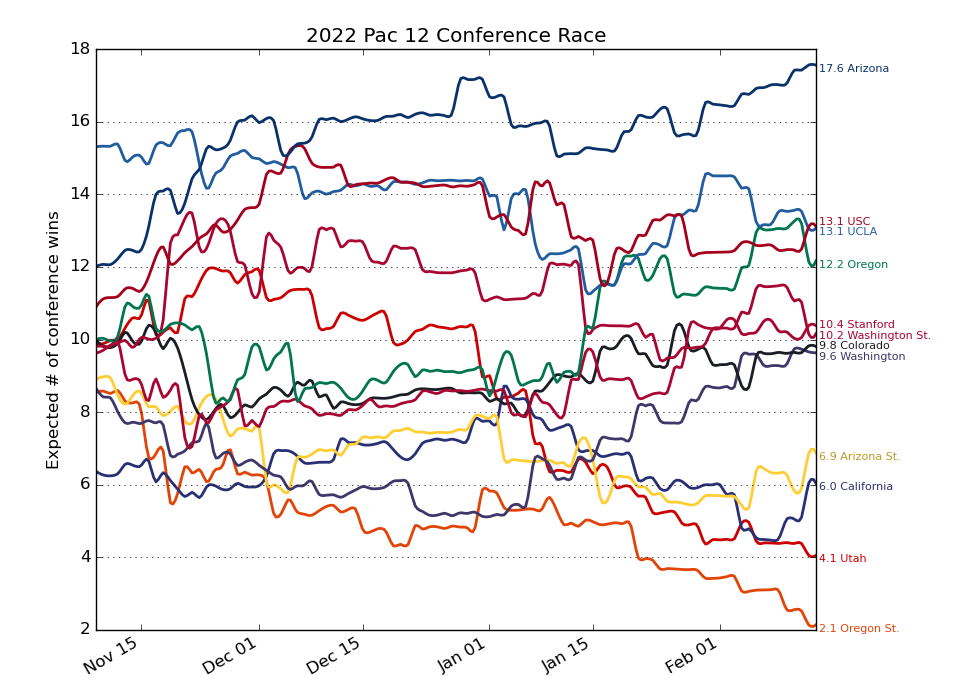 2022 Pac 12 Conference Race
Expected # of conference wins
18
16
14
12
10
8
6
4
2
Nov 15
Dec 01
Dec 15
Jan 01
Jan 15
Feb 01
17.6 Arizona
13.1 USC
13.1 UCLA
12.2 Oregon
10.4 Stanford
10.2 Washington St.
9.8 Colorado
9.6 Washington
6.9 Arizona St.
6.0 California
4.1 Utah
2.1 Oregon St.